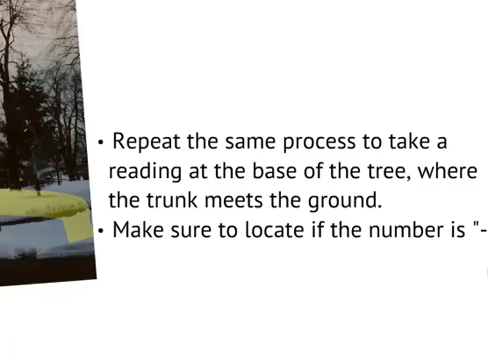 • Repeat the same process to take a
reading at the base of the tree, where
the trunk meets the ground.
• Make sure to locate if the number is "-